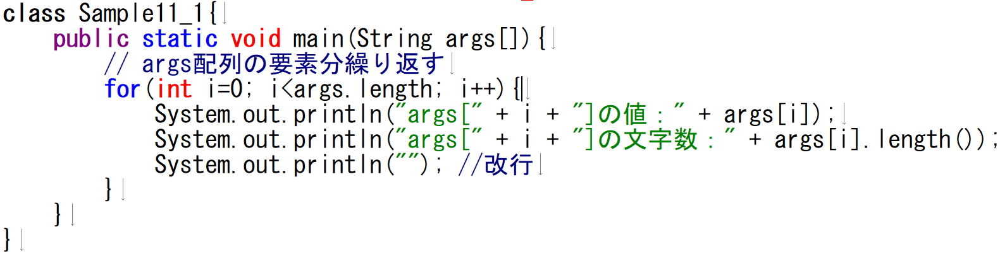 class Sample11_1{
    public static void main(String args[]){
        // args配列の要素分繰り返す
        for(int i=0; i<args.length; i++){
            System.out.println("args[" + i + "]の値：" + args[i]);
            System.out.println("args[" + i + "]の文字数：" + args[i].length());
            System.out.println(""); //改行
        }
    }
}